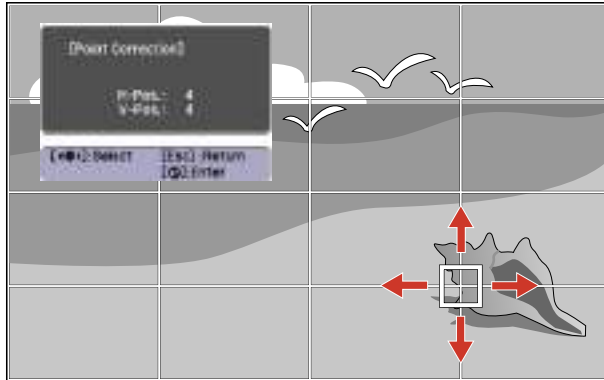 [Point Correction]
H-Pos.: 4
V-Pos.: 4
[Esc]:Return
:Select
:Enter